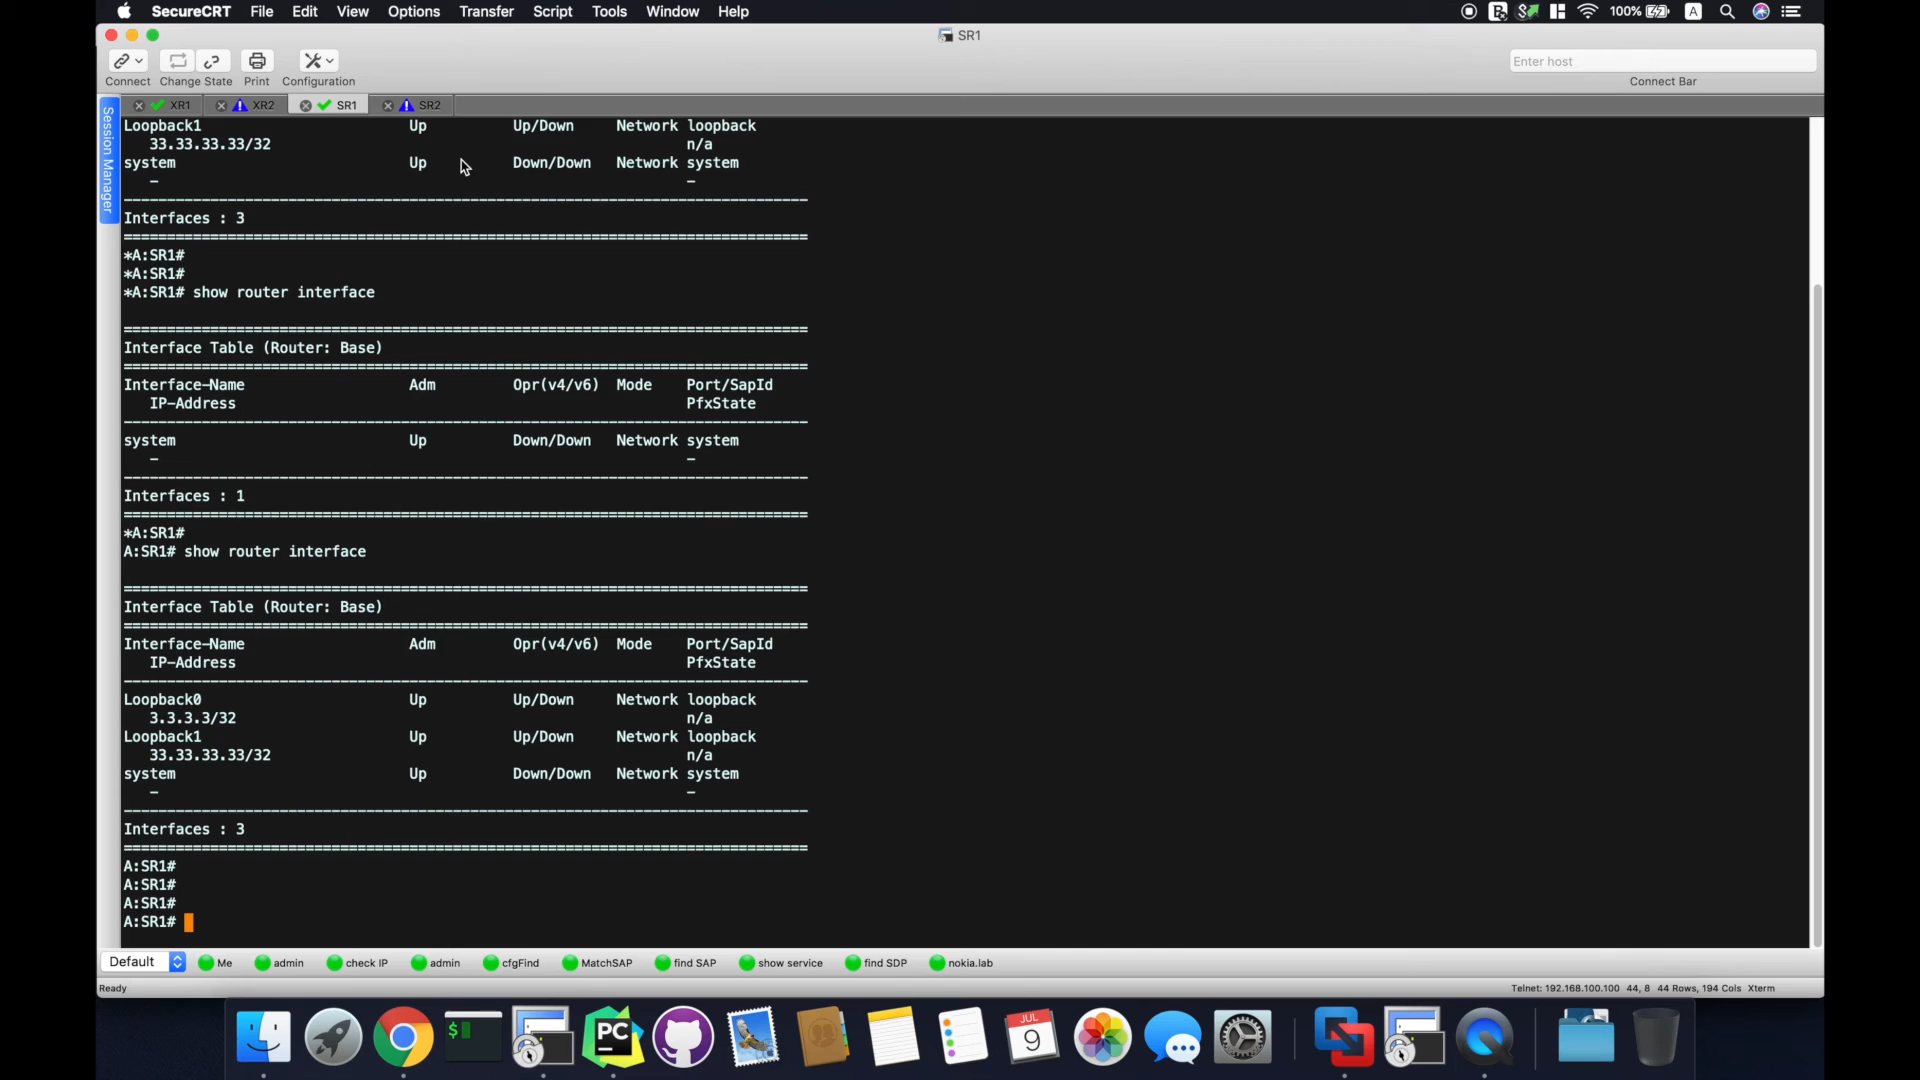 SecureCRT File Edit View Options Transfer Script Tools Window Help 100% A
SR1
Enter host
Connect Change State Print Configuration Connect Bar
XR1 XR2 SR1 SR2
Session Manager
Loopback1 Up Up/Down Network loopback
33.33.33.33/32 n/a
system Up Down/Down Network system
- -
-------------------------------------------------------------------------------
Interfaces : 3
===============================================================================
*A:SR1#
*A:SR1#
*A:SR1# show router interface
===============================================================================
Interface Table (Router: Base)
===============================================================================
Interface-Name Adm Opr(v4/v6) Mode Port/SapId
IP-Address PfxState
-------------------------------------------------------------------------------
system Up Down/Down Network system
- -
-------------------------------------------------------------------------------
Interfaces : 1
===============================================================================
*A:SR1#
A:SR1# show router interface
===============================================================================
Interface Table (Router: Base)
===============================================================================
Interface-Name Adm Opr(v4/v6) Mode Port/SapId
IP-Address PfxState
-------------------------------------------------------------------------------
Loopback0 Up Up/Down Network loopback
3.3.3.3/32 n/a
Loopback1 Up Up/Down Network loopback
33.33.33.33/32 n/a
system Up Down/Down Network system
- -
-------------------------------------------------------------------------------
Interfaces : 3
===============================================================================
A:SR1#
A:SR1#
A:SR1#
A:SR1#
Default Me admin check IP admin cfgFind MatchSAP find SAP show service find SDP nokia.lab
Ready Telnet: 192.168.100.100 44, 8 44 Rows, 194 Cols Xterm
$ PC JUL 9